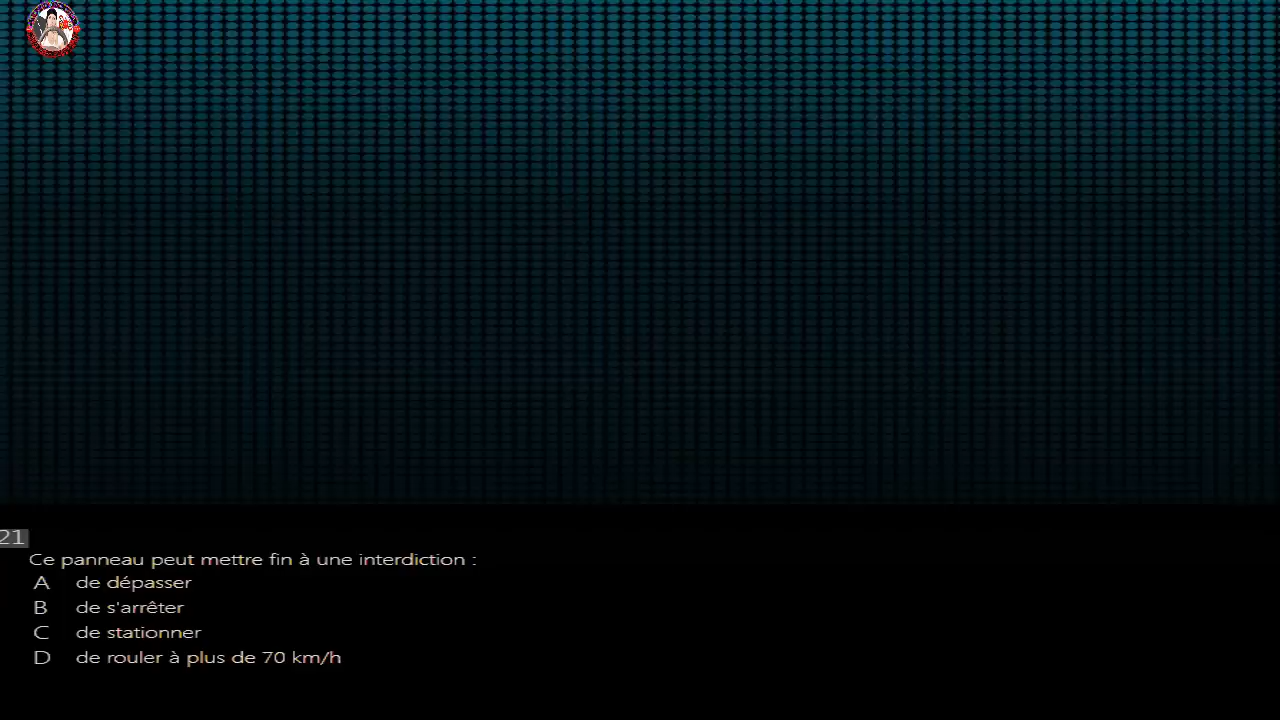 21
Ce panneau peut mettre fin à une interdiction :
A de dépasser
B de s'arrêter
C de stationner
D de rouler à plus de 70 km/h